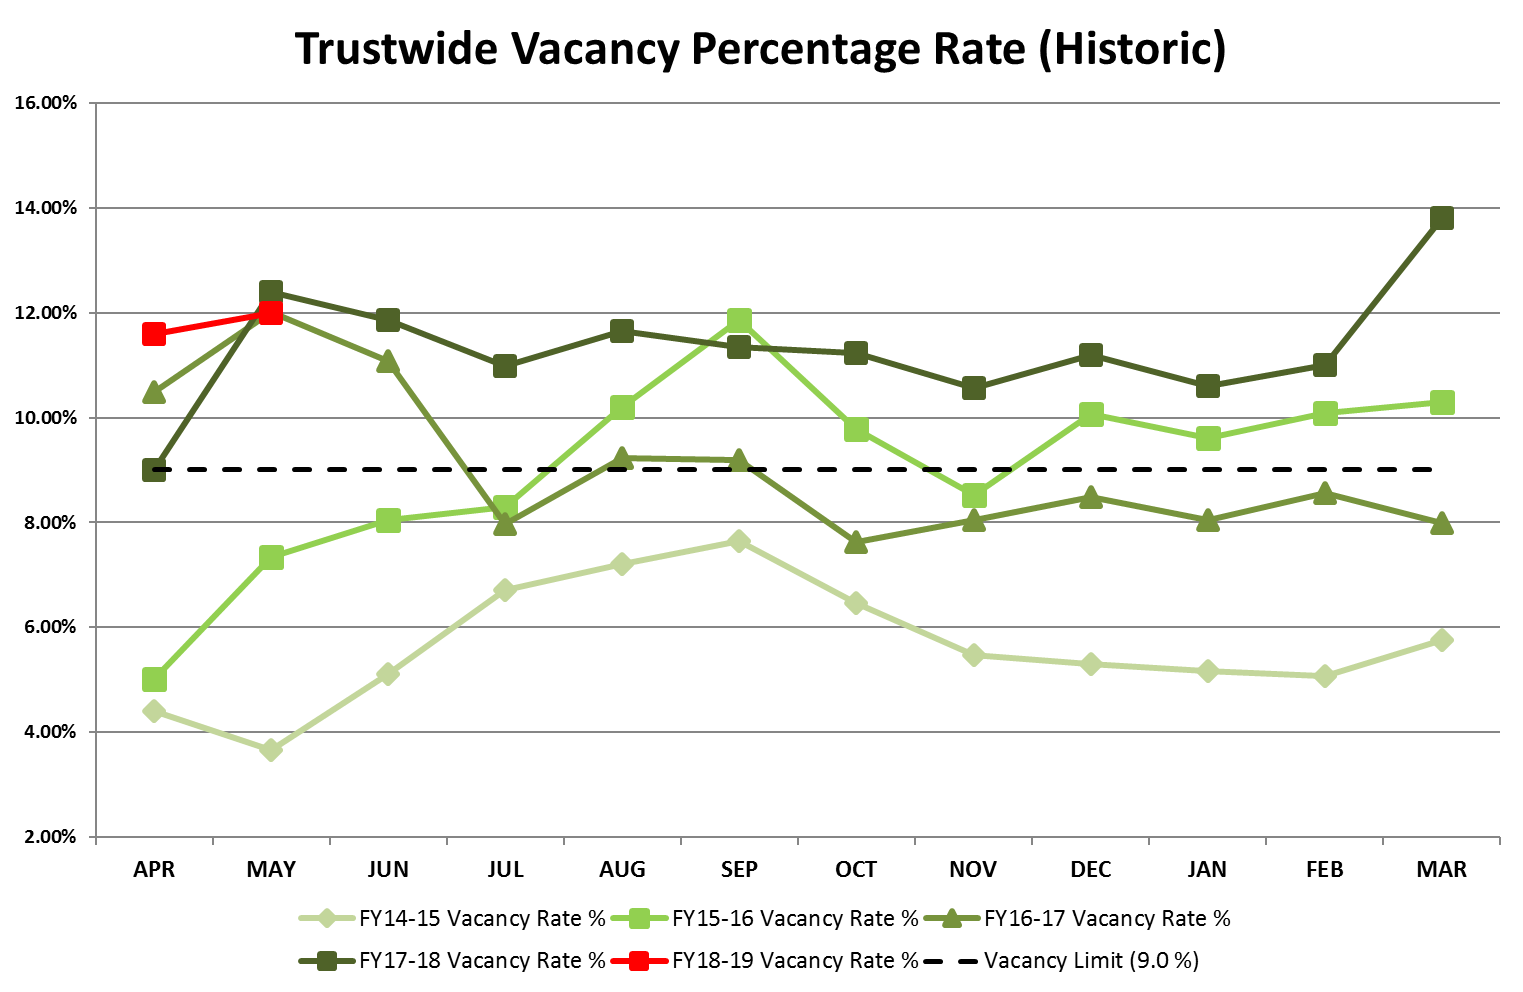 Trustwide Vacancy Percentage Rate (Historic)
16.00%
14.00%
12.00%
10.00%
8.00%
6.00%
4.00%
2.00%
APR MAY JUN JUL AUG SEP OCT NOV DEC JAN FEB MAR
FY14-15 Vacancy Rate % FY15-16 Vacancy Rate % FY16-17 Vacancy Rate %
FY17-18 Vacancy Rate % FY18-19 Vacancy Rate % Vacancy Limit (9.0 %)